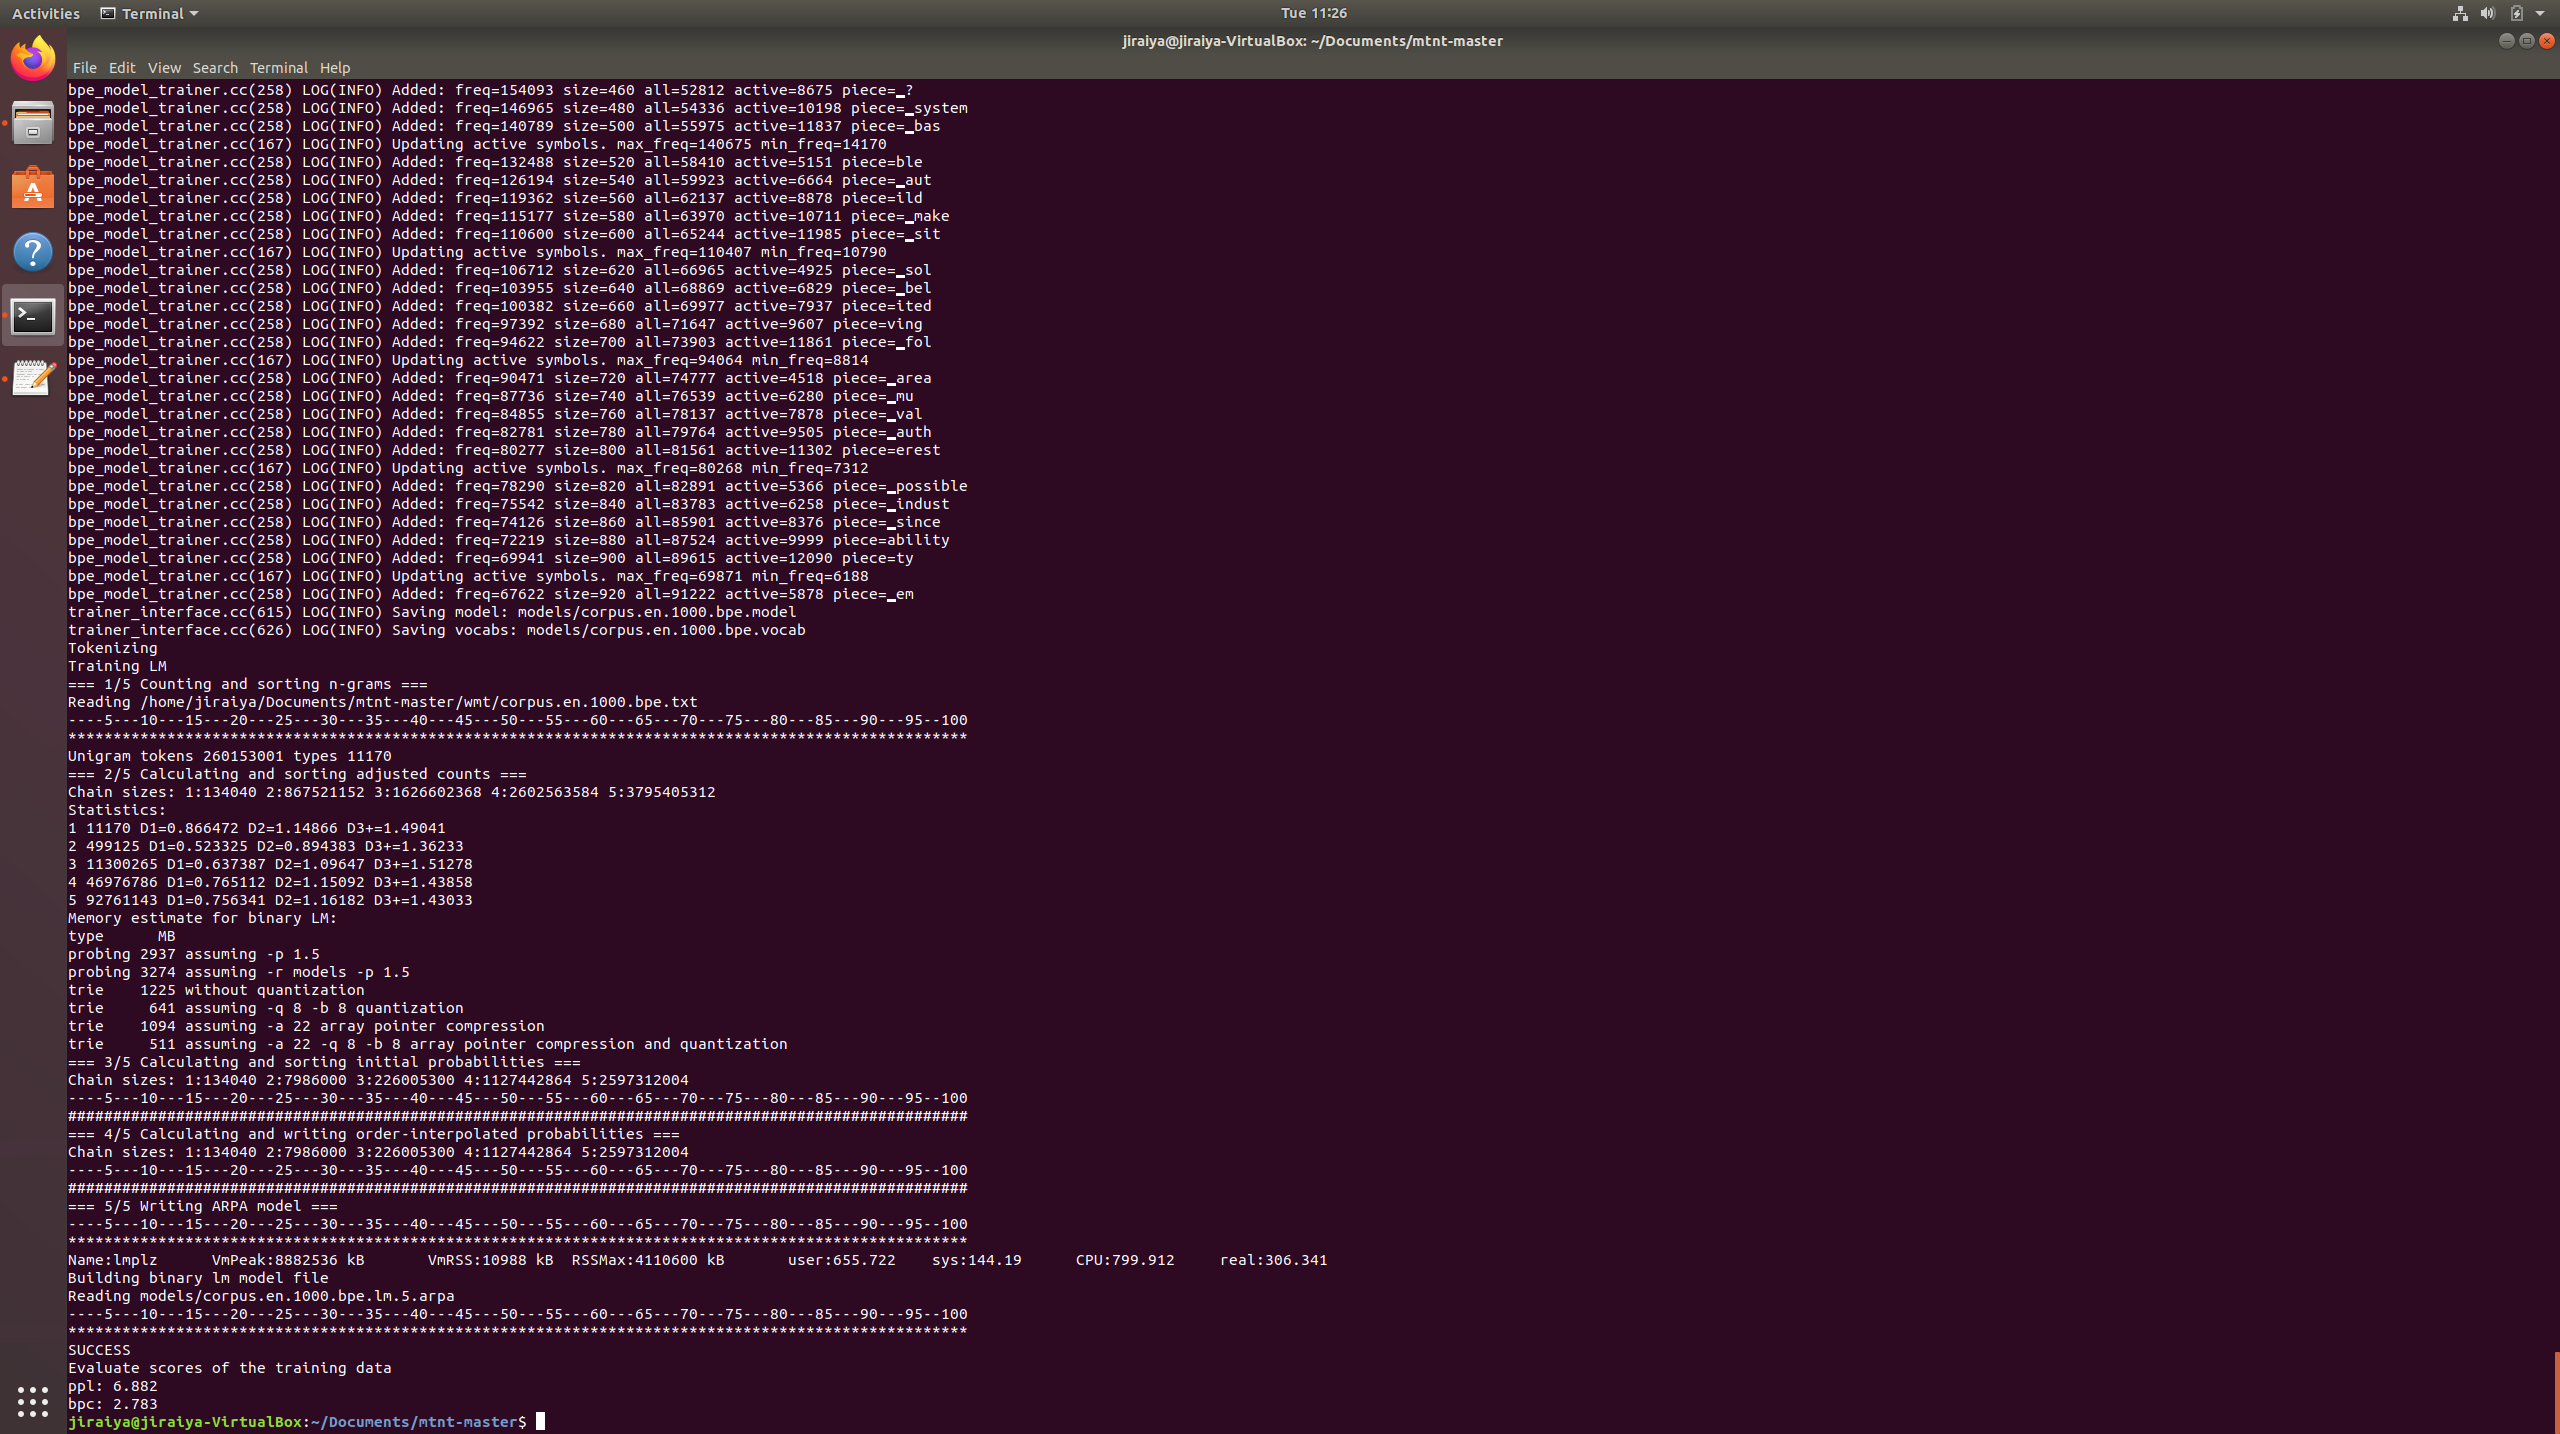 Activities Terminal Tue 11:26
jiraiya@jiraiya-VirtualBox: ~/Documents/mtnt-master
File Edit View Search Terminal Help
bpe_model_trainer.cc(258) LOG(INFO) Added: freq=154093 size=460 all=52812 active=8675 piece=▁?
bpe_model_trainer.cc(258) LOG(INFO) Added: freq=146965 size=480 all=54336 active=10198 piece=▁system
bpe_model_trainer.cc(258) LOG(INFO) Added: freq=140789 size=500 all=55975 active=11837 piece=▁bas
bpe_model_trainer.cc(167) LOG(INFO) Updating active symbols. max_freq=140675 min_freq=14170
bpe_model_trainer.cc(258) LOG(INFO) Added: freq=132488 size=520 all=58410 active=5151 piece=ble
bpe_model_trainer.cc(258) LOG(INFO) Added: freq=126194 size=540 all=59923 active=6664 piece=▁aut
bpe_model_trainer.cc(258) LOG(INFO) Added: freq=119362 size=560 all=62137 active=8878 piece=ild
bpe_model_trainer.cc(258) LOG(INFO) Added: freq=115177 size=580 all=63970 active=10711 piece=▁make
bpe_model_trainer.cc(258) LOG(INFO) Added: freq=110600 size=600 all=65244 active=11985 piece=▁sit
bpe_model_trainer.cc(167) LOG(INFO) Updating active symbols. max_freq=110407 min_freq=10790
bpe_model_trainer.cc(258) LOG(INFO) Added: freq=106712 size=620 all=66965 active=4925 piece=▁sol
bpe_model_trainer.cc(258) LOG(INFO) Added: freq=103955 size=640 all=68869 active=6829 piece=▁bel
bpe_model_trainer.cc(258) LOG(INFO) Added: freq=100382 size=660 all=69977 active=7937 piece=ited
bpe_model_trainer.cc(258) LOG(INFO) Added: freq=97392 size=680 all=71647 active=9607 piece=ving
bpe_model_trainer.cc(258) LOG(INFO) Added: freq=94622 size=700 all=73903 active=11861 piece=▁fol
bpe_model_trainer.cc(167) LOG(INFO) Updating active symbols. max_freq=94064 min_freq=8814
bpe_model_trainer.cc(258) LOG(INFO) Added: freq=90471 size=720 all=74777 active=4518 piece=▁area
bpe_model_trainer.cc(258) LOG(INFO) Added: freq=87736 size=740 all=76539 active=6280 piece=▁mu
bpe_model_trainer.cc(258) LOG(INFO) Added: freq=84855 size=760 all=78137 active=7878 piece=▁val
bpe_model_trainer.cc(258) LOG(INFO) Added: freq=82781 size=780 all=79764 active=9505 piece=▁auth
bpe_model_trainer.cc(258) LOG(INFO) Added: freq=80277 size=800 all=81561 active=11302 piece=erest
bpe_model_trainer.cc(167) LOG(INFO) Updating active symbols. max_freq=80268 min_freq=7312
bpe_model_trainer.cc(258) LOG(INFO) Added: freq=78290 size=820 all=82891 active=5366 piece=▁possible
bpe_model_trainer.cc(258) LOG(INFO) Added: freq=75542 size=840 all=83783 active=6258 piece=▁indust
bpe_model_trainer.cc(258) LOG(INFO) Added: freq=74126 size=860 all=85901 active=8376 piece=▁since
bpe_model_trainer.cc(258) LOG(INFO) Added: freq=72219 size=880 all=87524 active=9999 piece=ability
bpe_model_trainer.cc(258) LOG(INFO) Added: freq=69941 size=900 all=89615 active=12090 piece=ty
bpe_model_trainer.cc(167) LOG(INFO) Updating active symbols. max_freq=69871 min_freq=6188
bpe_model_trainer.cc(258) LOG(INFO) Added: freq=67622 size=920 all=91222 active=5878 piece=▁em
trainer_interface.cc(615) LOG(INFO) Saving model: models/corpus.en.1000.bpe.model
trainer_interface.cc(626) LOG(INFO) Saving vocabs: models/corpus.en.1000.bpe.vocab
Tokenizing
Training LM
=== 1/5 Counting and sorting n-grams ===
Reading /home/jiraiya/Documents/mtnt-master/wmt/corpus.en.1000.bpe.txt
----5---10---15---20---25---30---35---40---45---50---55---60---65---70---75---80---85---90---95--100
****************************************************************************************************
Unigram tokens 260153001 types 11170
=== 2/5 Calculating and sorting adjusted counts ===
Chain sizes: 1:134040 2:867521152 3:1626602368 4:2602563584 5:3795405312
Statistics:
1 11170 D1=0.866472 D2=1.14866 D3+=1.49041
2 499125 D1=0.523325 D2=0.894383 D3+=1.36233
3 11300265 D1=0.637387 D2=1.09647 D3+=1.51278
4 46976786 D1=0.765112 D2=1.15092 D3+=1.43858
5 92761143 D1=0.756341 D2=1.16182 D3+=1.43033
Memory estimate for binary LM:
type      MB
probing 2937 assuming -p 1.5
probing 3274 assuming -r models -p 1.5
trie    1225 without quantization
trie     641 assuming -q 8 -b 8 quantization
trie    1094 assuming -a 22 array pointer compression
trie     511 assuming -a 22 -q 8 -b 8 array pointer compression and quantization
=== 3/5 Calculating and sorting initial probabilities ===
Chain sizes: 1:134040 2:7986000 3:226005300 4:1127442864 5:2597312004
----5---10---15---20---25---30---35---40---45---50---55---60---65---70---75---80---85---90---95--100
####################################################################################################
=== 4/5 Calculating and writing order-interpolated probabilities ===
Chain sizes: 1:134040 2:7986000 3:226005300 4:1127442864 5:2597312004
----5---10---15---20---25---30---35---40---45---50---55---60---65---70---75---80---85---90---95--100
####################################################################################################
=== 5/5 Writing ARPA model ===
----5---10---15---20---25---30---35---40---45---50---55---60---65---70---75---80---85---90---95--100
****************************************************************************************************
Name:lmplz      VmPeak:8882536 kB       VmRSS:10988 kB  RSSMax:4110600 kB       user:655.722    sys:144.19      CPU:799.912     real:306.341
Building binary lm model file
Reading models/corpus.en.1000.bpe.lm.5.arpa
----5---10---15---20---25---30---35---40---45---50---55---60---65---70---75---80---85---90---95--100
****************************************************************************************************
SUCCESS
Evaluate scores of the training data
ppl: 6.882
bpc: 2.783
jiraiya@jiraiya-VirtualBox:~/Documents/mtnt-master$